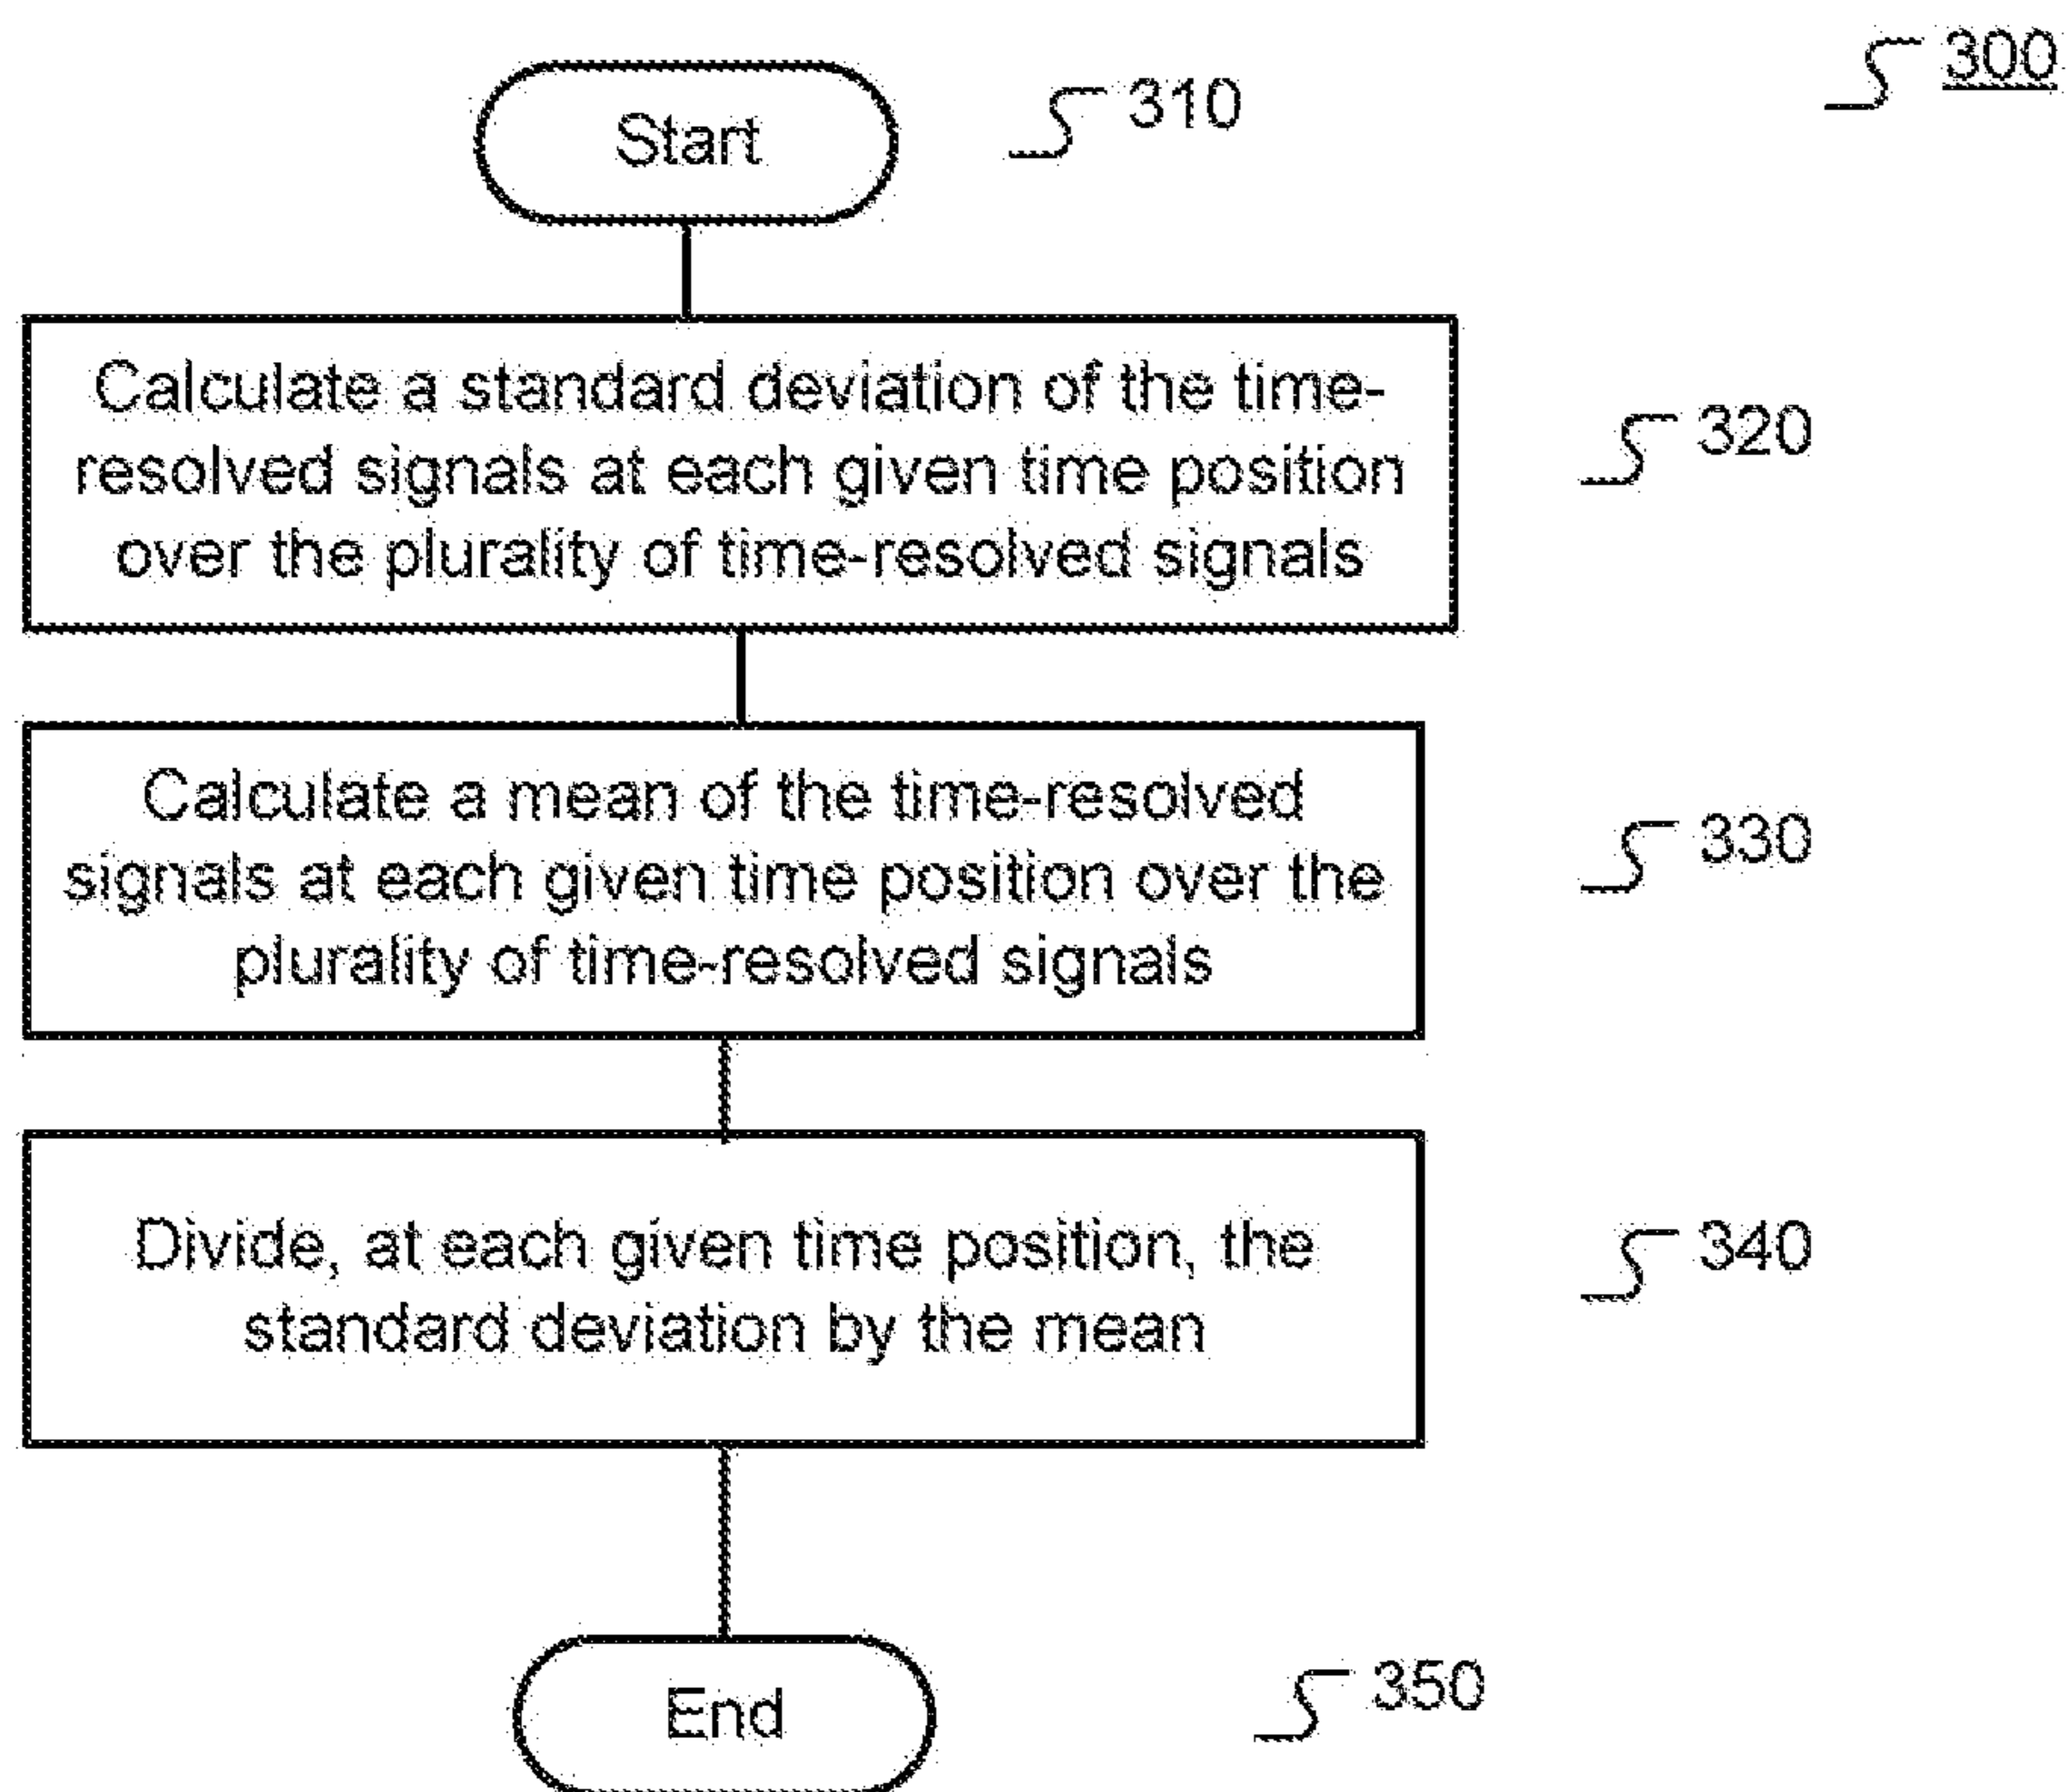 300
Start
310
Calculate a standard deviation of the time-
resolved signals at each given time position
over the plurality of time-resolved signals
320
Calculate a mean of the time-resolved
signals at each given time position over the
plurality of time-resolved signals
330
Divide, at each given time position, the
standard deviation by the mean
340
End
350